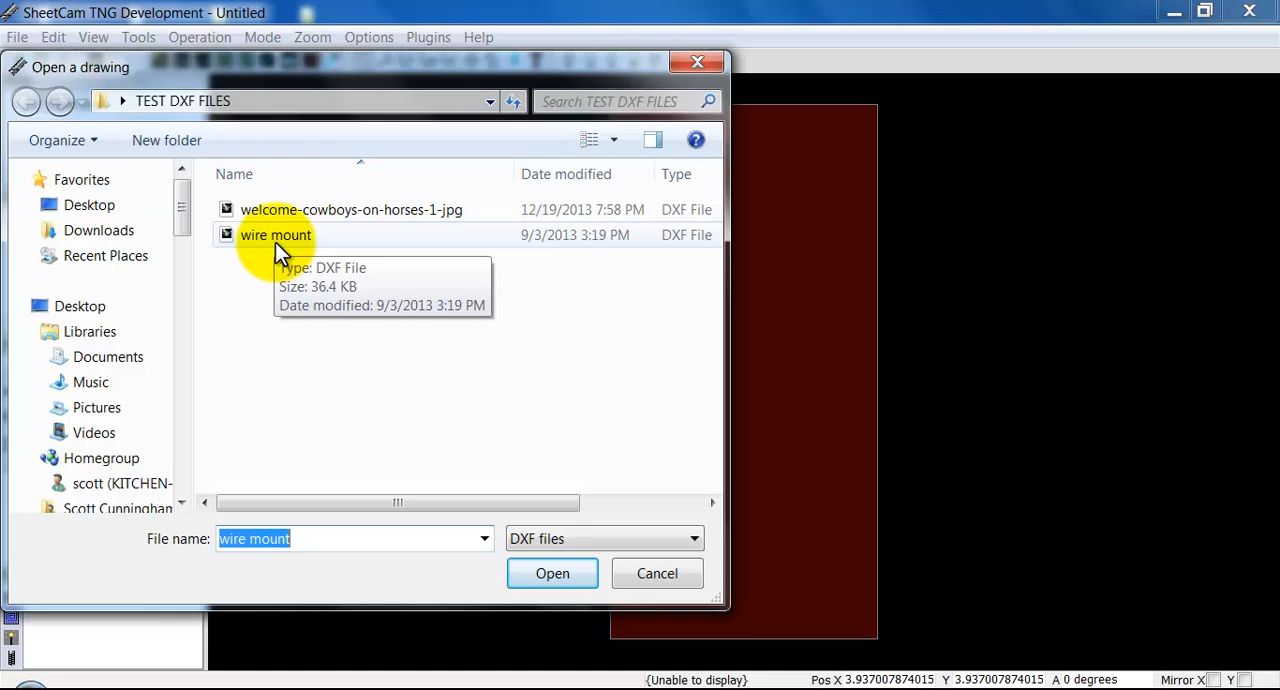 SheetCam TNG Development - Untitled
File Edit View Tools Operation Mode Zoom Options Plugins Help
Open a drawing
TEST DXF FILES
Search TEST DXF FILES
Organize New folder
Name Date modified Type
Favorites
Desktop
Downloads
Recent Places
Desktop
Libraries
Documents
Music
Pictures
Videos
Homegroup
scott (KITCHEN-
Scott Cunningham
welcome-cowboys-on-horses-1-jpg 12/19/2013 7:58 PM DXF File
wire mount 9/3/2013 3:19 PM DXF File
Type: DXF File
Size: 36.4 KB
Date modified: 9/3/2013 3:19 PM
File name: wire mount DXF files
Open Cancel
{Unable to display} Pos X 3.937007874015 Y 3.937007874015 A 0 degrees Mirror X Y